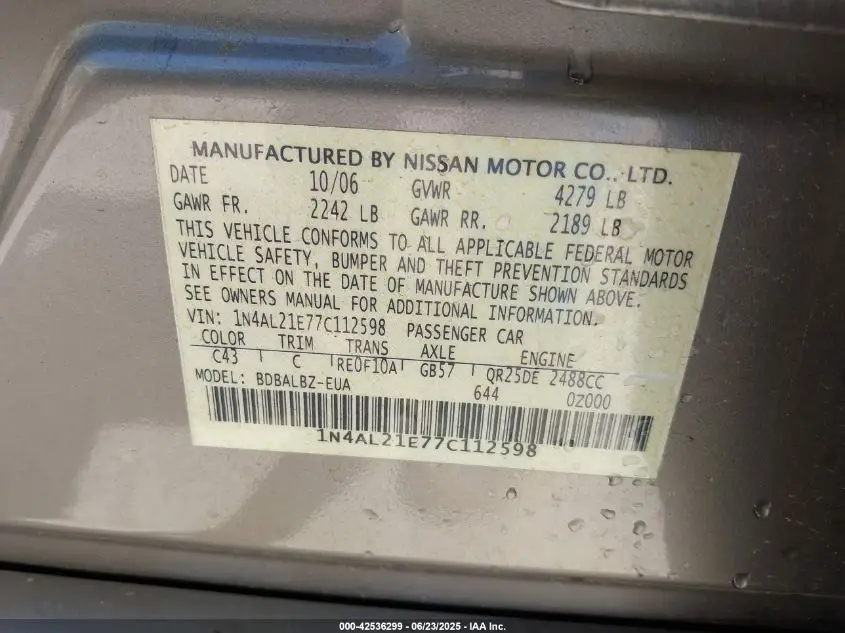 MANUFACTURED BY NISSAN MOTOR CO., LTD.
DATE 10/06 GVWR 4279 LB
GAWR FR. 2242 LB GAWR RR. 2189 LB
THIS VEHICLE CONFORMS TO ALL APPLICABLE FEDERAL MOTOR
VEHICLE SAFETY, BUMPER AND THEFT PREVENTION STANDARDS
IN EFFECT ON THE DATE OF MANUFACTURE SHOWN ABOVE.
SEE OWNERS MANUAL FOR ADDITIONAL INFORMATION.
VIN: 1N4AL21E77C112598 PASSENGER CAR
COLOR TRIM TRANS AXLE ENGINE
C43 C RE0F10A GB57 QR25DE 2488CC
MODEL: BDBALBZ-EUA 644 0Z000
1N4AL21E77C112598
000-42536299 - 06/23/2025 - IAA Inc.